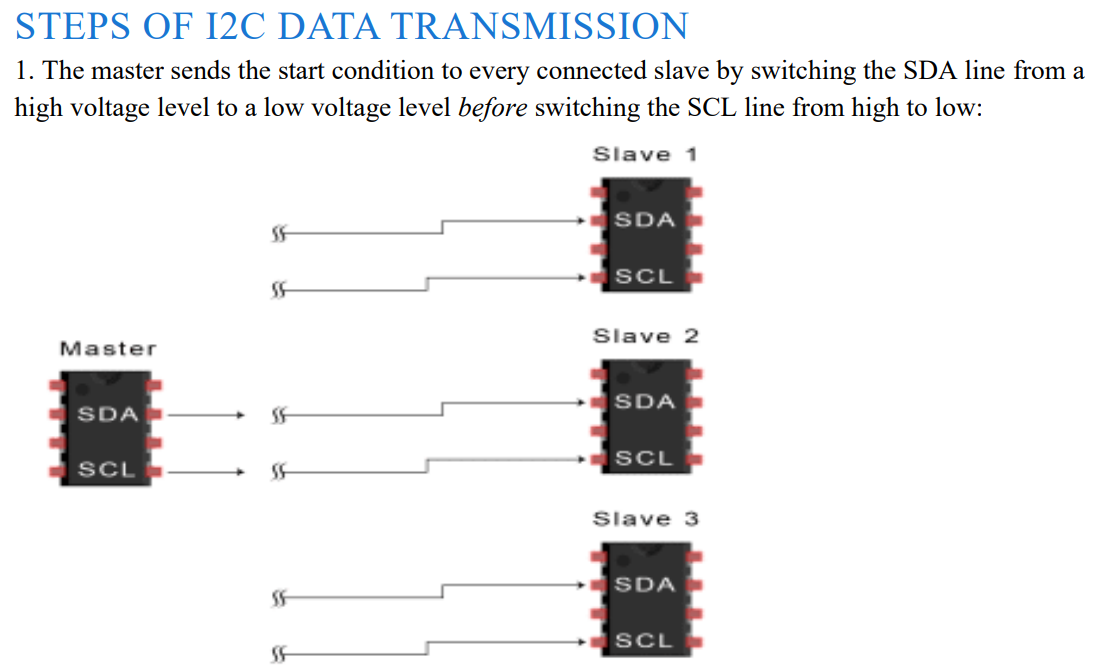 STEPS OF I2C DATA TRANSMISSION
1. The master sends the start condition to every connected slave by switching the SDA line from a
high voltage level to a low voltage level before switching the SCL line from high to low:
Slave 1
SDA
SCL
Slave 2
Master
SDA
SDA
SCL
SCL
Slave 3
SDA
SCL